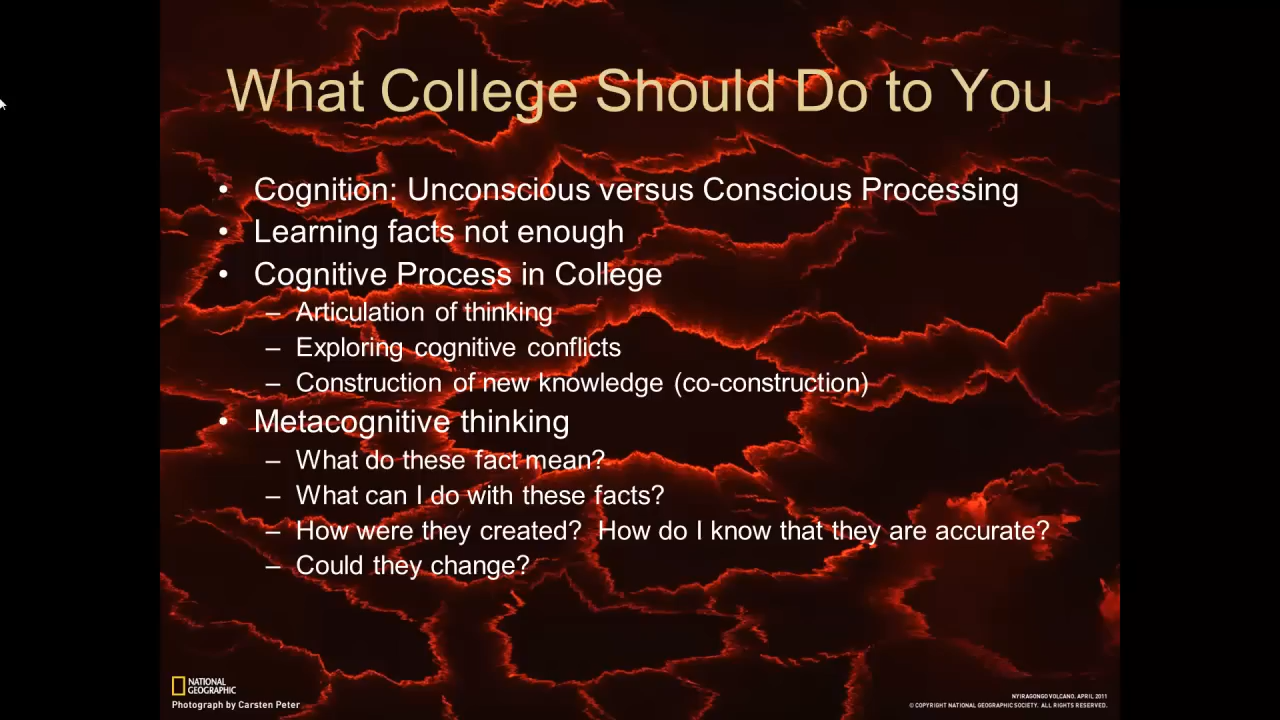 What College Should Do to You
• Cognition: Unconscious versus Conscious Processing
• Learning facts not enough
• Cognitive Process in College
– Articulation of thinking
– Exploring cognitive conflicts
– Construction of new knowledge (co-construction)
• Metacognitive thinking
– What do these fact mean?
– What can I do with these facts?
– How were they created?  How do I know that they are accurate?
– Could they change?
NATIONAL
GEOGRAPHIC
Photograph by Carsten Peter
NYIRAGONGO VOLCANO, APRIL 2011
© COPYRIGHT NATIONAL GEOGRAPHIC SOCIETY. ALL RIGHTS RESERVED.